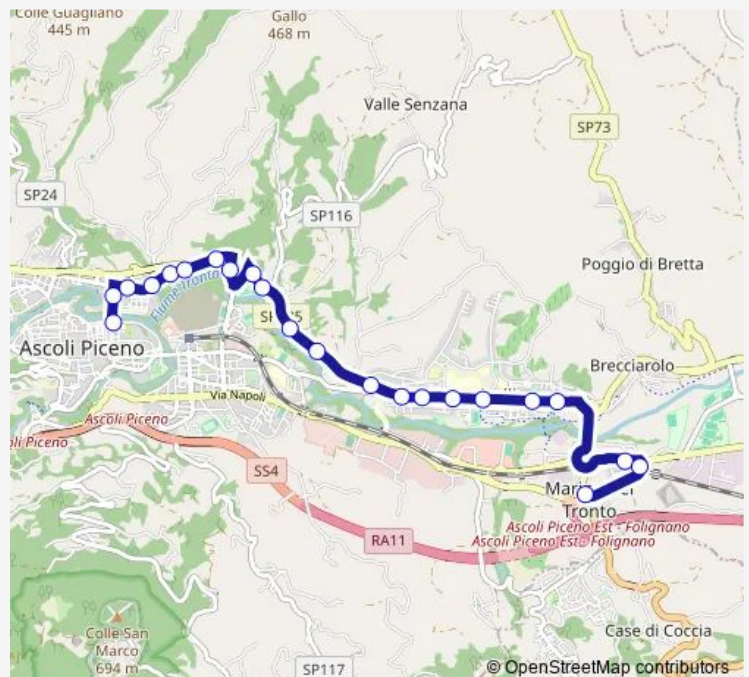 Colle Guagliano
445 m
Gallo
468 m
Valle Senzana
SP73
SP24
SP116
Poggio di Bretta
Fiume Tronto
Ascoli Piceno
Brecciarolo
Via Napoli
Ascoli Piceno
oli Piceno
SS4
Tronto
RA11
Ascoli Piceno Est - Folignano
Ascoli Piceno Est - Folignano
Colle San
Marco
694 m
Case di Coccia
SP117
© OpenStreetMap contributors